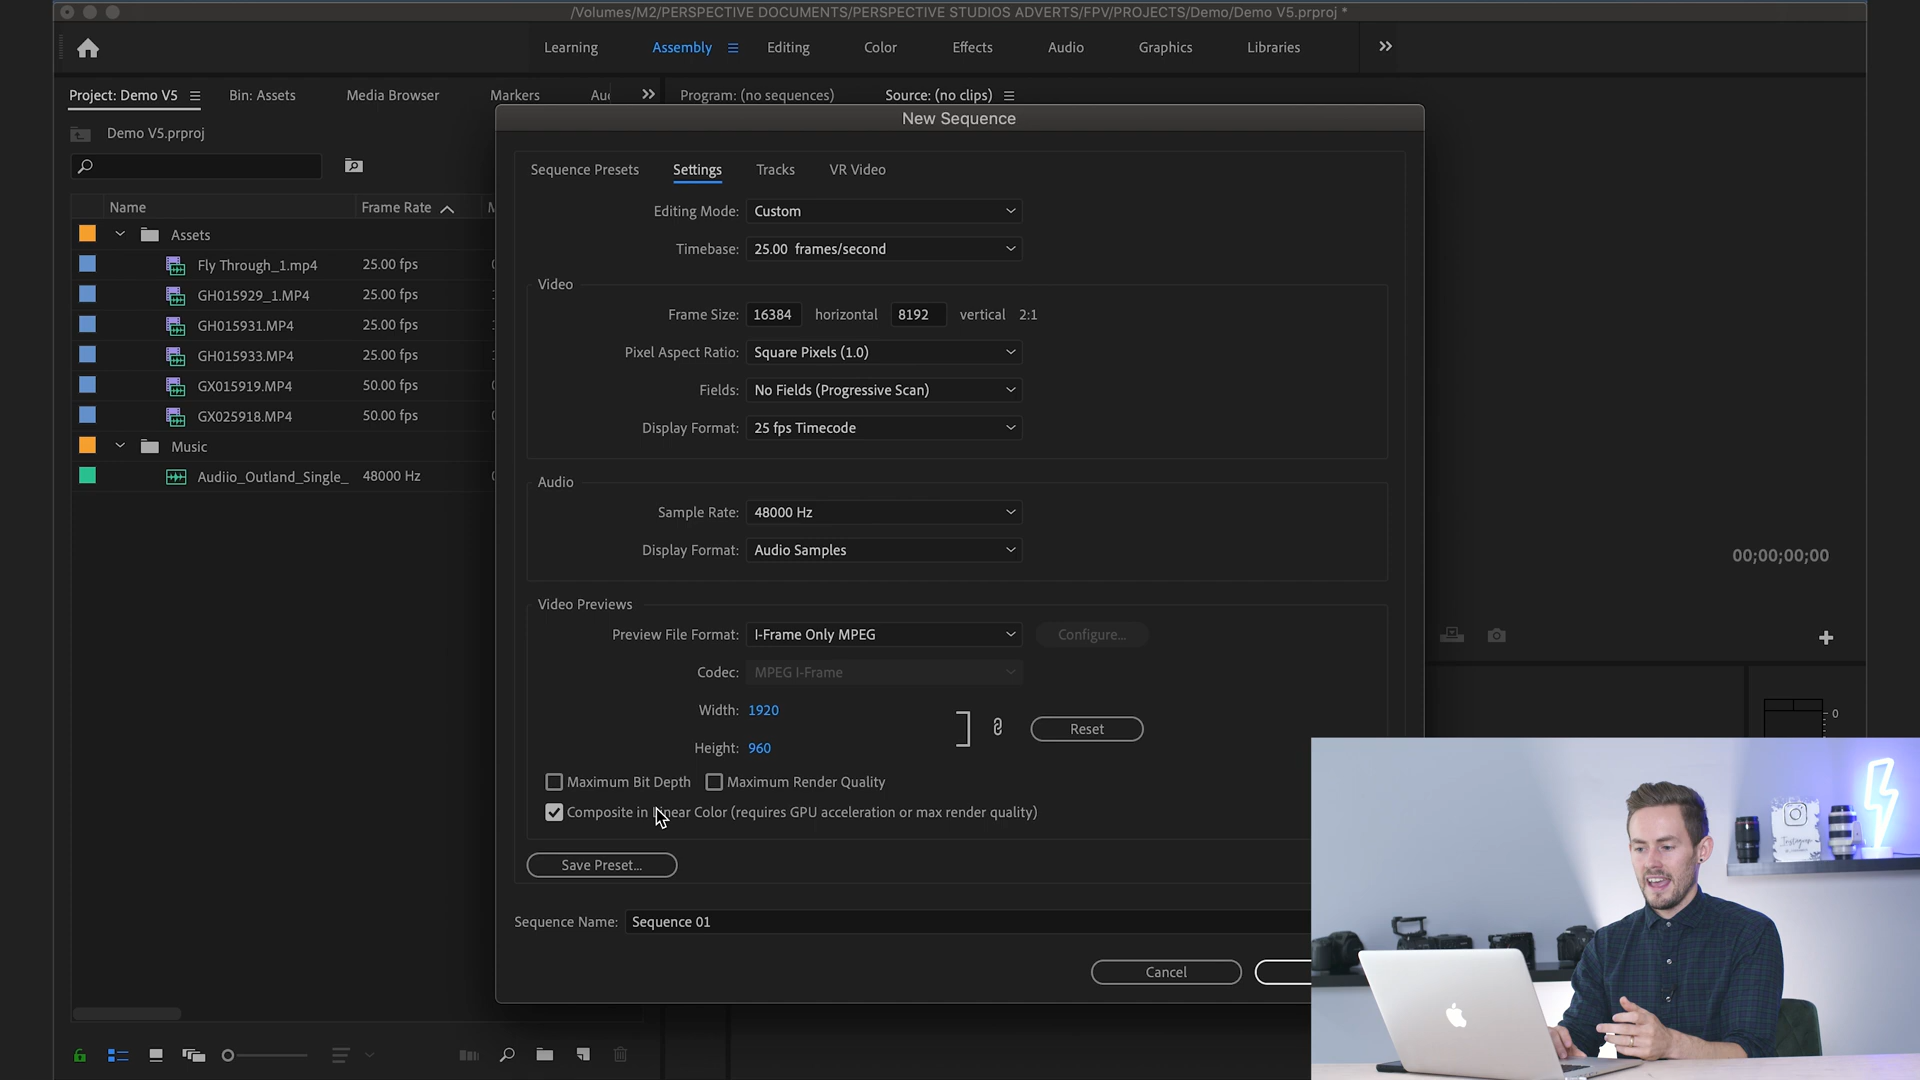 /Volumes/M2/PERSPECTIVE DOCUMENTS/PERSPECTIVE STUDIOS ADVERTS/FPV/PROJECTS/Demo/Demo V5.prproj *
Learning Assembly Editing Color Effects Audio Graphics Libraries
Project: Demo V5 Bin: Assets Media Browser Markers Program: (no sequences) Source: (no clips)
Demo V5.prproj
Name Frame Rate
Assets
Fly Through_1.mp4 25.00 fps
GH015929_1.MP4 25.00 fps
GH015931.MP4 25.00 fps
GH015933.MP4 25.00 fps
GX015919.MP4 50.00 fps
GX025918.MP4 50.00 fps
Music
Audiio_Outland_Single_ 48000 Hz
New Sequence
Sequence Presets Settings Tracks VR Video
Editing Mode: Custom
Timebase: 25.00 frames/second
Video
Frame Size: 16384 horizontal 8192 vertical 2:1
Pixel Aspect Ratio: Square Pixels (1.0)
Fields: No Fields (Progressive Scan)
Display Format: 25 fps Timecode
Audio
Sample Rate: 48000 Hz
Display Format: Audio Samples
Video Previews
Preview File Format: I-Frame Only MPEG Configure...
Codec: MPEG I-Frame
Width: 1920
Height: 960
Reset
Maximum Bit Depth Maximum Render Quality
Composite in Linear Color (requires GPU acceleration or max render quality)
Save Preset...
Sequence Name: Sequence 01
Cancel
00;00;00;00
0
Instagram